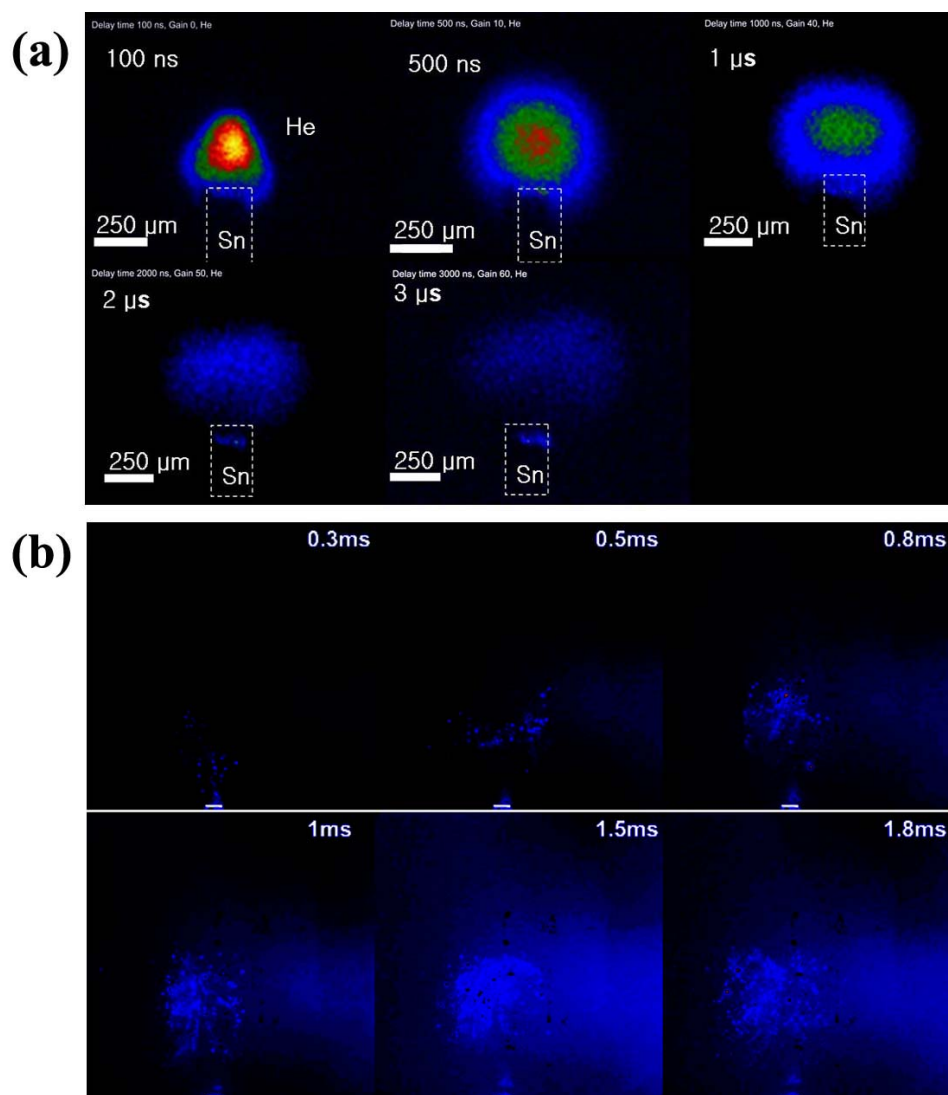 (a)
Delay time 100 ns, Gain 0, He
100 ns
He
250 µm
Sn
Delay time 500 ns, Gain 10, He
500 ns
250 µm
Sn
Delay time 1000 ns, Gain 40, He
1 µs
250 µm
Sn
Delay time 2000 ns, Gain 50, He
2 µs
250 µm
Sn
Delay time 3000 ns, Gain 60, He
3 µs
250 µm
Sn
(b)
0.3ms
0.5ms
0.8ms
1ms
1.5ms
1.8ms